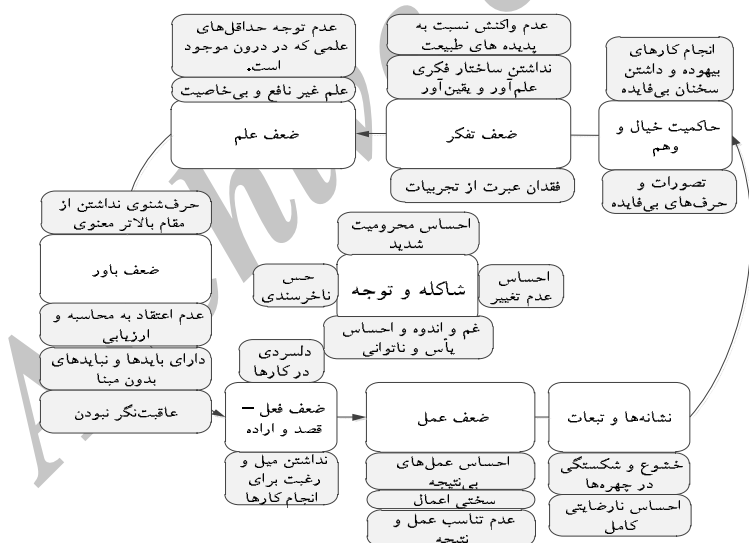 انجام کارهای
بیهوده و داشتن
سخنان بی‌فایده
حاکمیت خیال و
وهم
تصورات و
حرف‌های بی‌فایده
عدم واکنش نسبت به
پدیده های طبیعت
نداشتن ساختار فکری
علم‌آور و یقین‌آور
ضعف تفکر
فقدان عبرت از تجربیات
عدم توجه حداقل‌های
علمی که در درون موجود
است.
علم غیر نافع و بی‌خاصیت
ضعف علم
حرف‌شنوی نداشتن از
مقام بالاتر معنوی
ضعف باور
عدم اعتقاد به محاسبه و
ارزیابی
دارای بایدها و نبایدهای
بدون مبنا
عاقبت‌نگر نبودن
احساس محرومیت
شدید
احساس
عدم تغییر
شاکله و توجه
حس
ناخرسندی
غم و اندوه و احساس
یأس و ناتوانی
دلسردی
در کارها
ضعف فعل –
قصد و اراده
نداشتن میل و
رغبت برای
انجام کارها
ضعف عمل
احساس عمل‌های
بی‌نتیجه
سختی اعمال
عدم تناسب عمل و
نتیجه
نشانه‌ها و تبعات
خشوع و شکستگی
در چهره‌ها
احساس نارضایتی
کامل